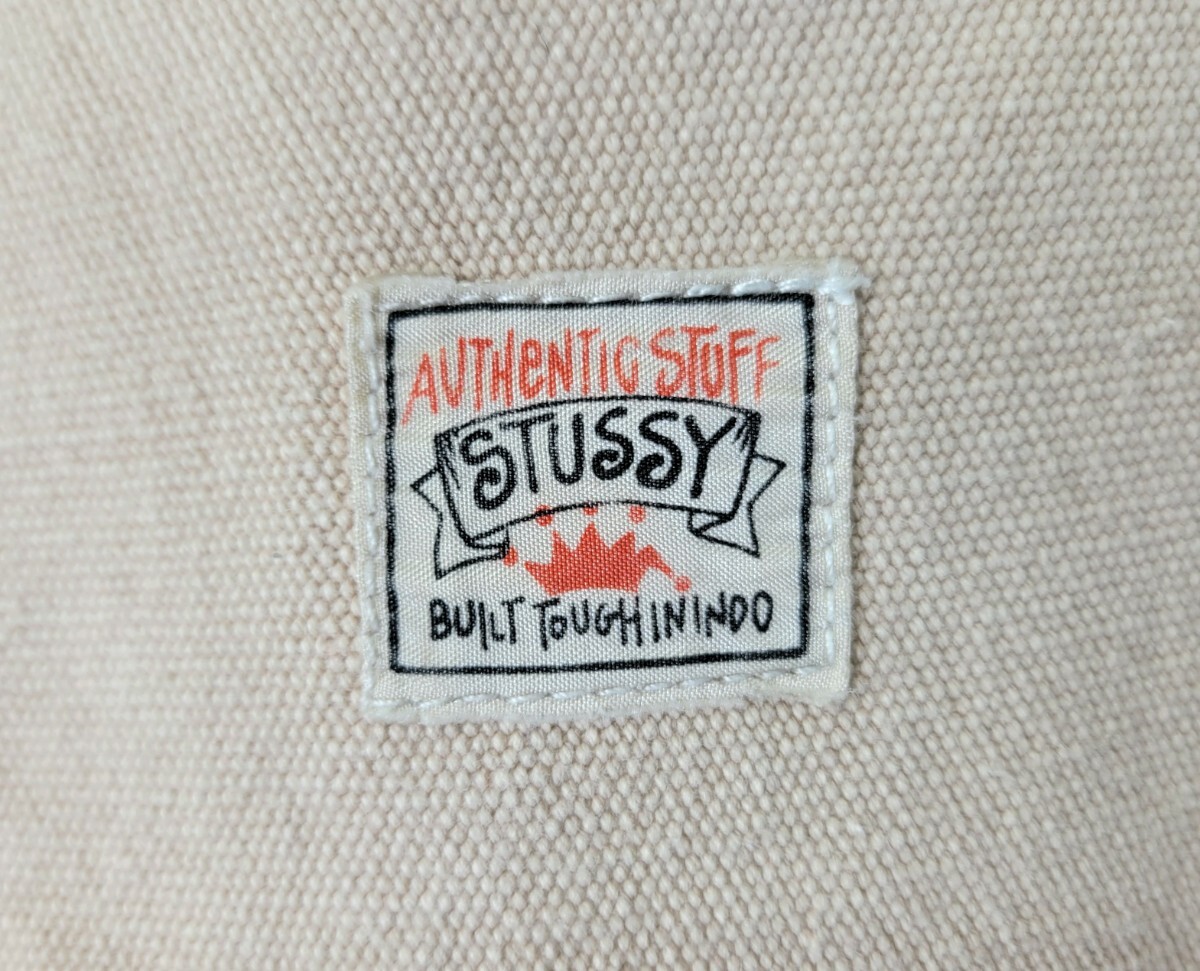 AUTHeNTIC STUFF
STUSSY
BUILT ToUGH IN INDO